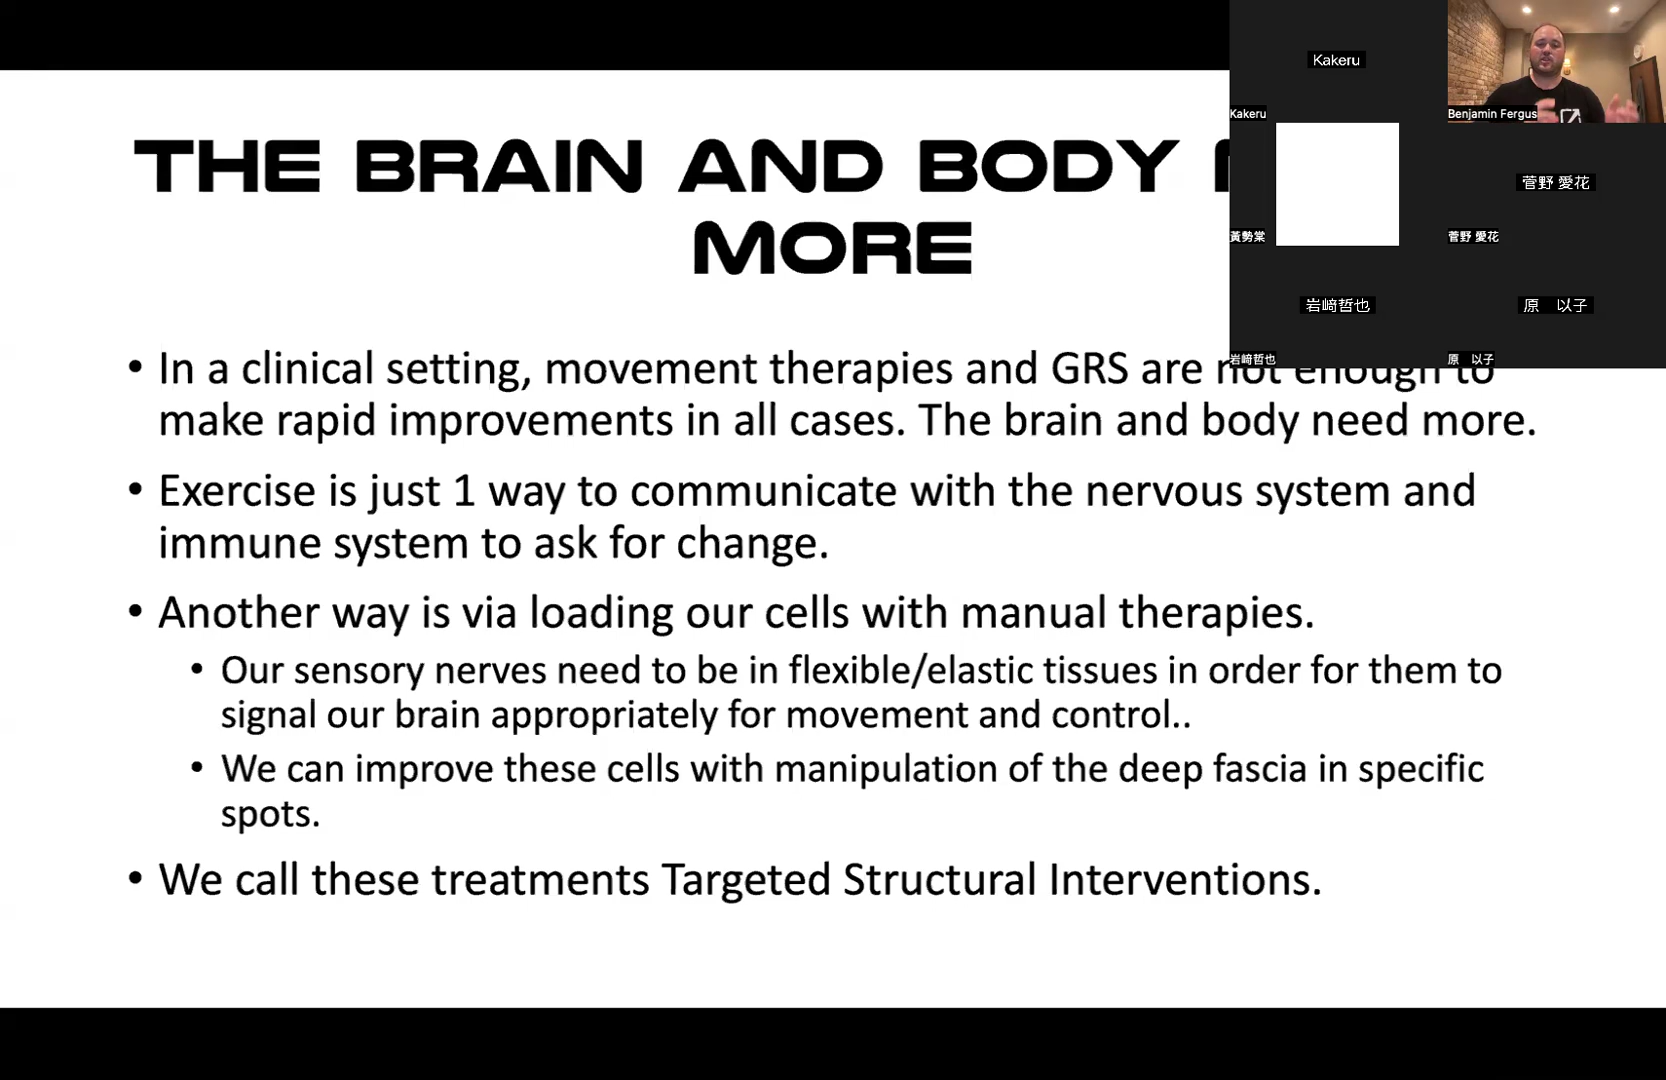 THE BRAIN AND BODY
MORE
• In a clinical setting, movement therapies and GRS are not enough to
make rapid improvements in all cases. The brain and body need more.
• Exercise is just 1 way to communicate with the nervous system and
immune system to ask for change.
• Another way is via loading our cells with manual therapies.
• Our sensory nerves need to be in flexible/elastic tissues in order for them to
signal our brain appropriately for movement and control..
• We can improve these cells with manipulation of the deep fascia in specific
spots.
• We call these treatments Targeted Structural Interventions.
Kakeru
Kakeru
Benjamin Fergus
黃勢棠
菅野 愛花
菅野 愛花
岩﨑哲也
岩﨑哲也
原　以子
原　以子